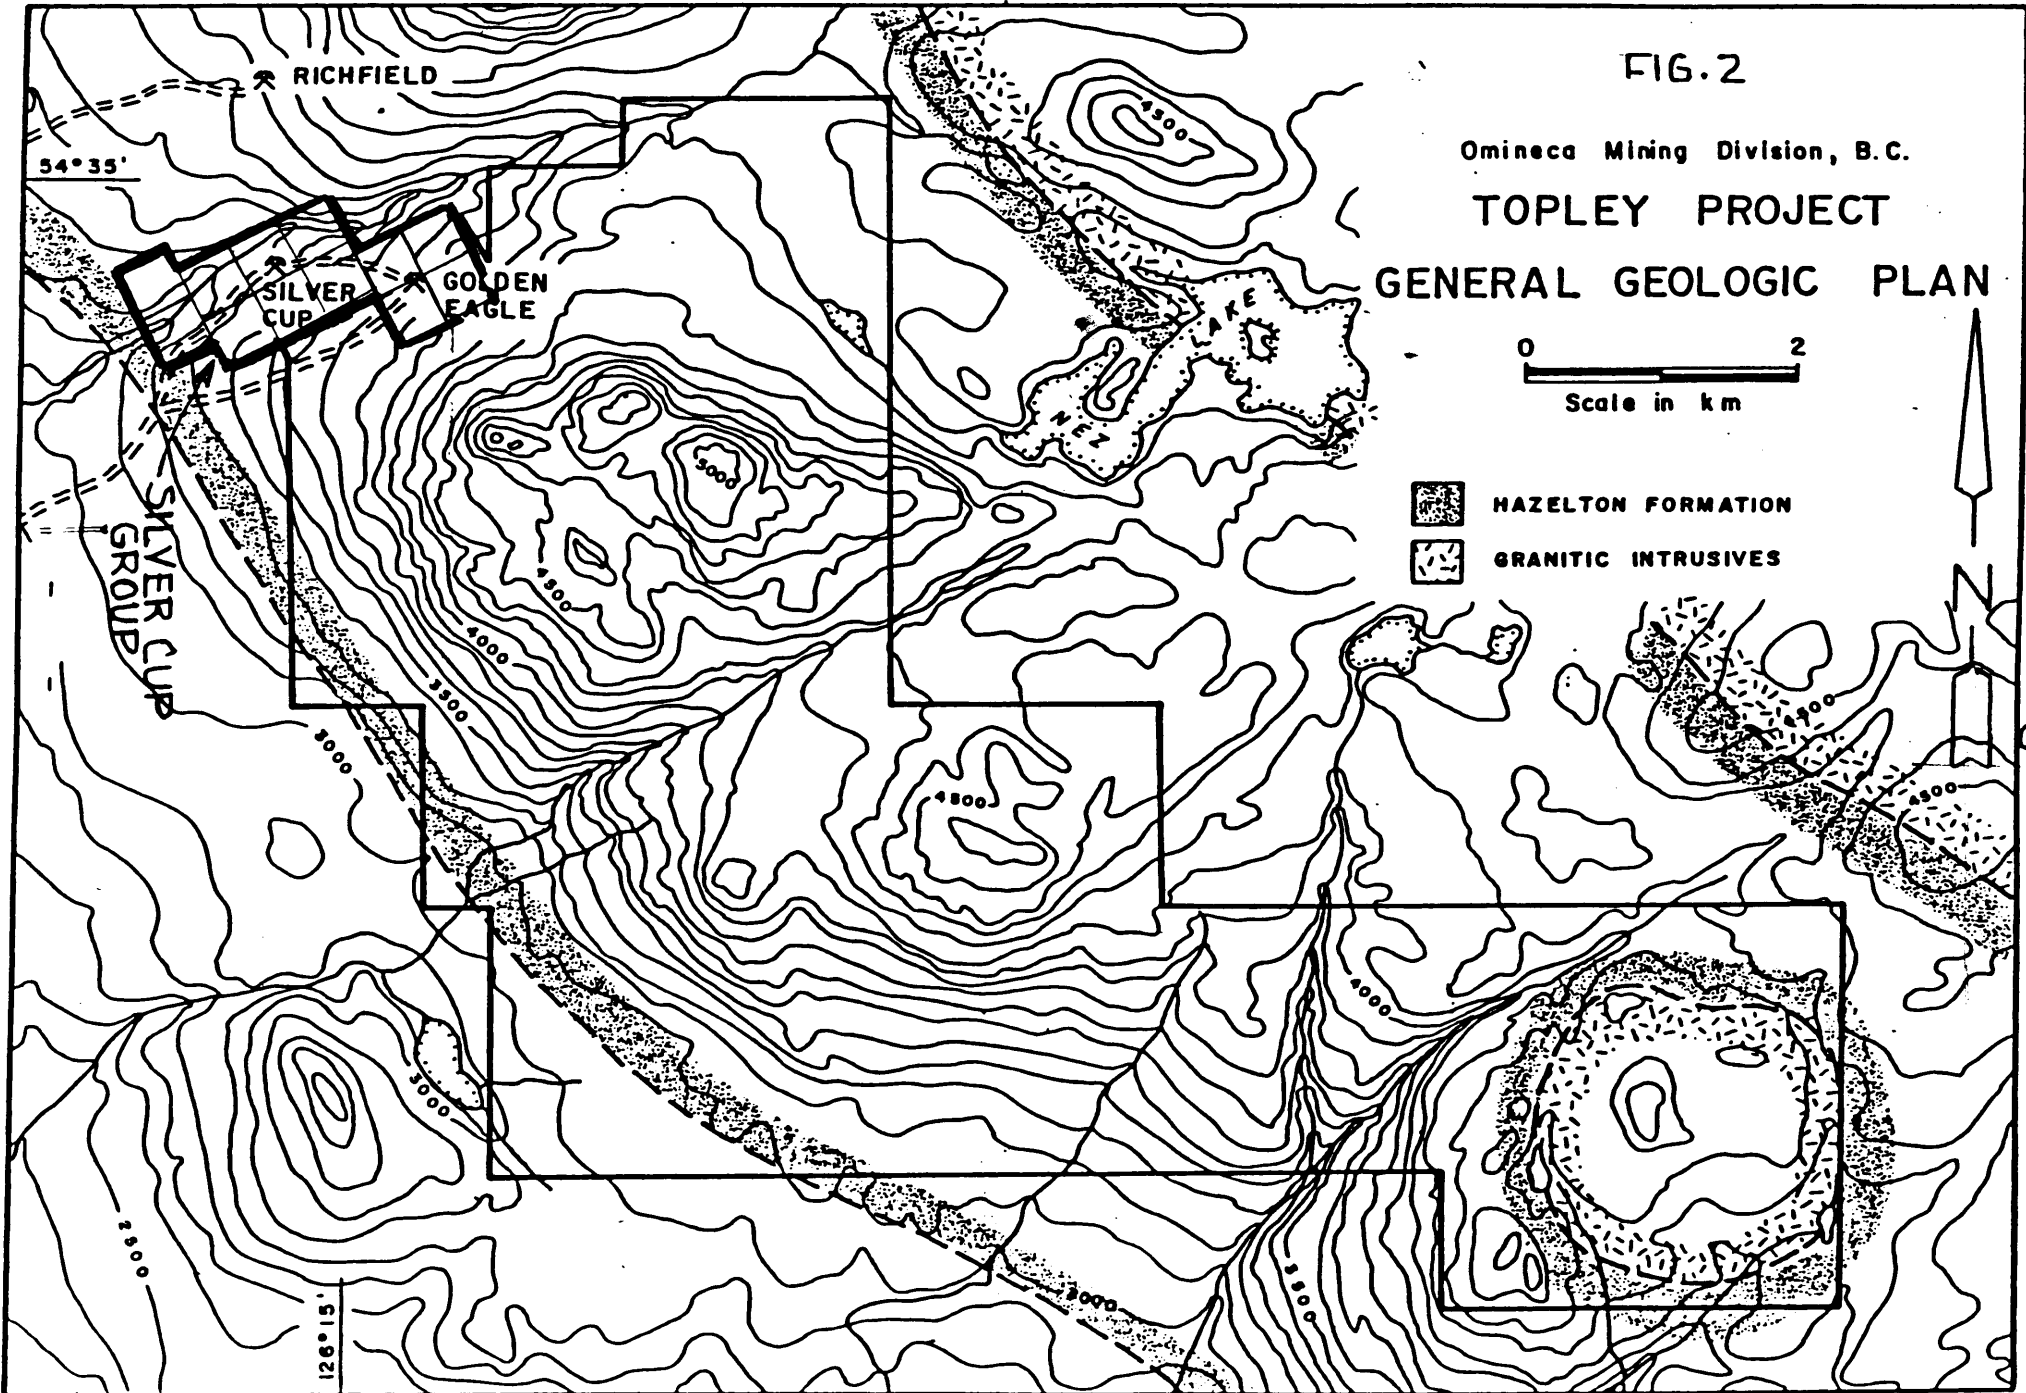 FIG. 2
Omineca Mining Division, B.C.
TOPLEY PROJECT
GENERAL GEOLOGIC PLAN
0 2
Scale in km
HAZELTON FORMATION
GRANITIC INTRUSIVES
N
RICHFIELD
54°35'
SILVER
CUP
GOLDEN
EAGLE
SILVER CUP
GROUP
NEZ LAKE
4500
5000
4500
4000
3500
3000
4500
4500
4500
4000
3000
2500
3500
3000
126°15'